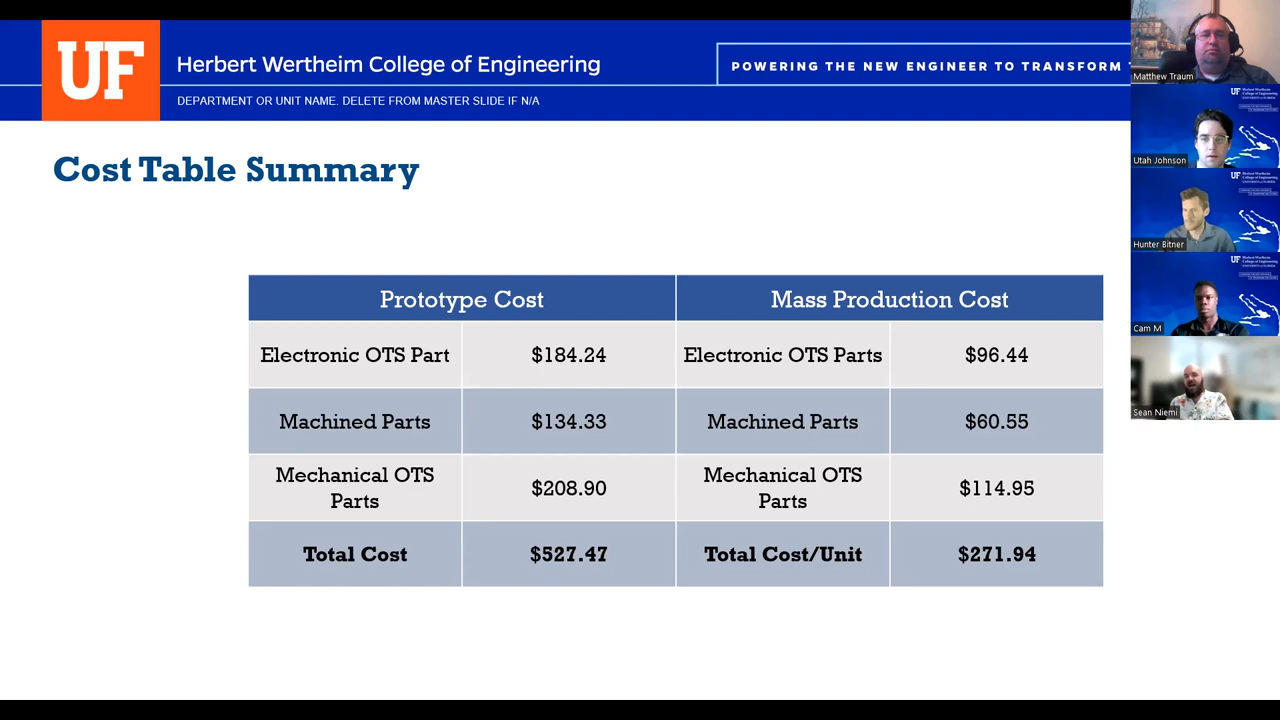 UF
Herbert Wertheim College of Engineering
POWERING THE NEW ENGINEER TO TRANSFORM
DEPARTMENT OR UNIT NAME. DELETE FROM MASTER SLIDE IF N/A
Cost Table Summary
Prototype Cost
Mass Production Cost
Electronic OTS Part
$184.24
Electronic OTS Parts
$96.44
Machined Parts
$134.33
Machined Parts
$60.55
Mechanical OTS
Parts
$208.90
Mechanical OTS
Parts
$114.95
Total Cost
$527.47
Total Cost/Unit
$271.94
Matthew Traum
UF
Utah Johnson
UF
Hunter Bitner
UF
Cam M
Sean Niemi